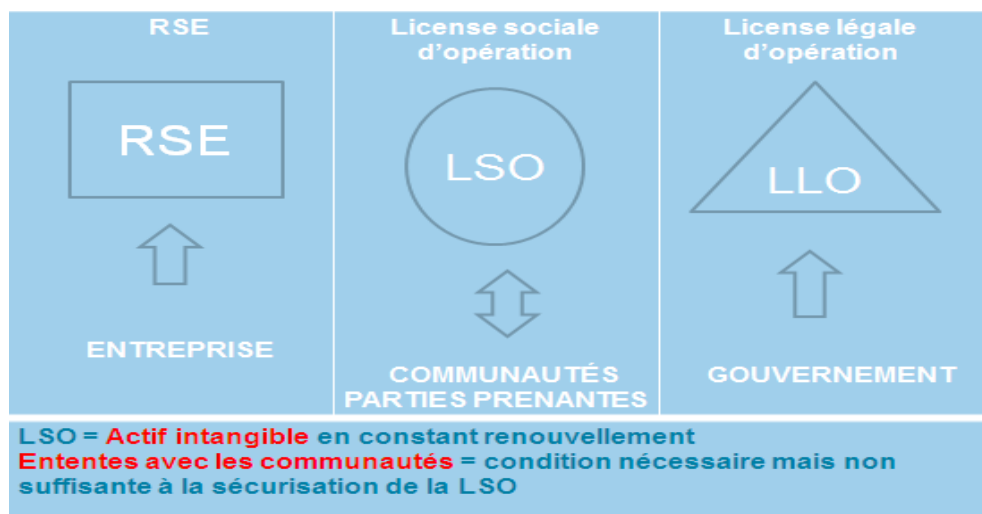 RSE
License sociale
d'opération
License légale
d'opération
RSE
LSO
LLO
ENTREPRISE
COMMUNAUTÉS
PARTIES PRENANTES
GOUVERNEMENT
LSO = Actif intangible en constant renouvellement
Ententes avec les communautés = condition nécessaire mais non
suffisante à la sécurisation de la LSO